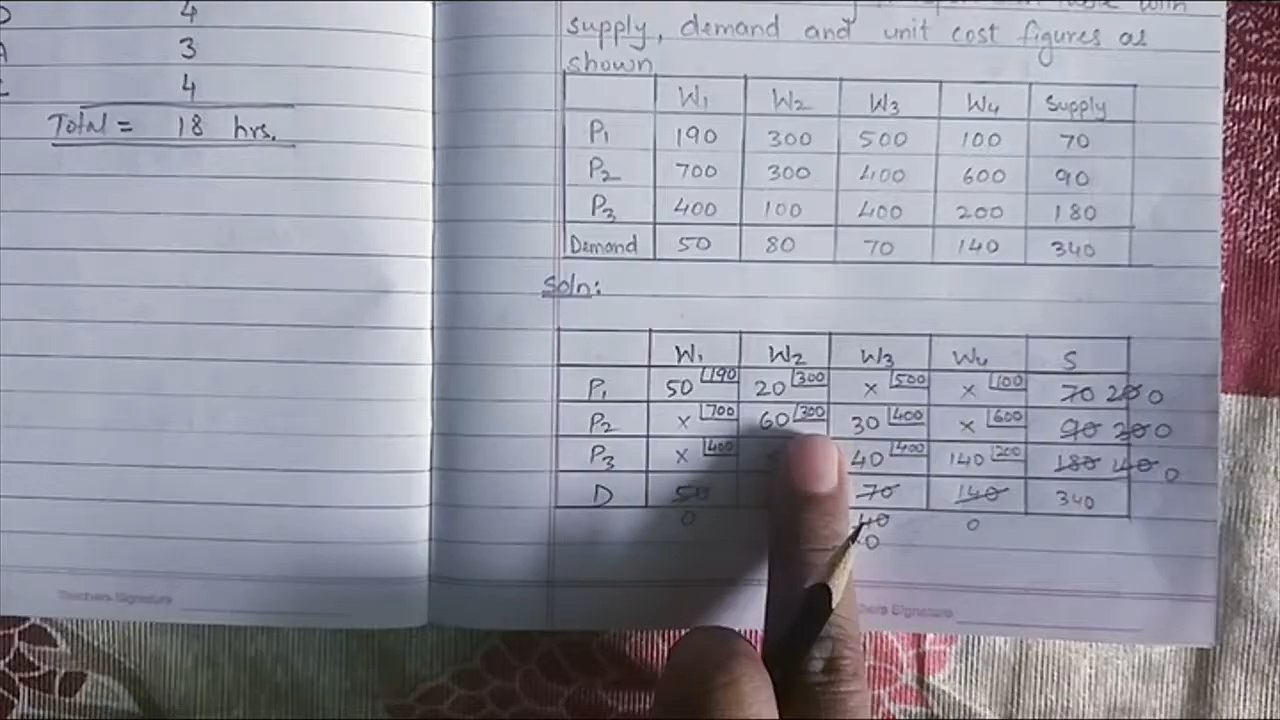 4
3
4
Total = 18 hrs.
with
supply, demand and unit cost figures as
shown
W1 W2 W3 W4 Supply
P1 190 300 500 100 70
P2 700 300 400 600 90
P3 400 100 400 200 180
Demand 50 80 70 140 340
Soln:
W1 W2 W3 W4 S
P1 50 190 20 300 x 500 x 100 70 20 0
P2 x 700 60 300 30 400 x 600 90 30 0
P3 x 400 40 400 140 200 180 40 0
D 50 70 140 340
0 40 0
0
Teachers Signature
Signature